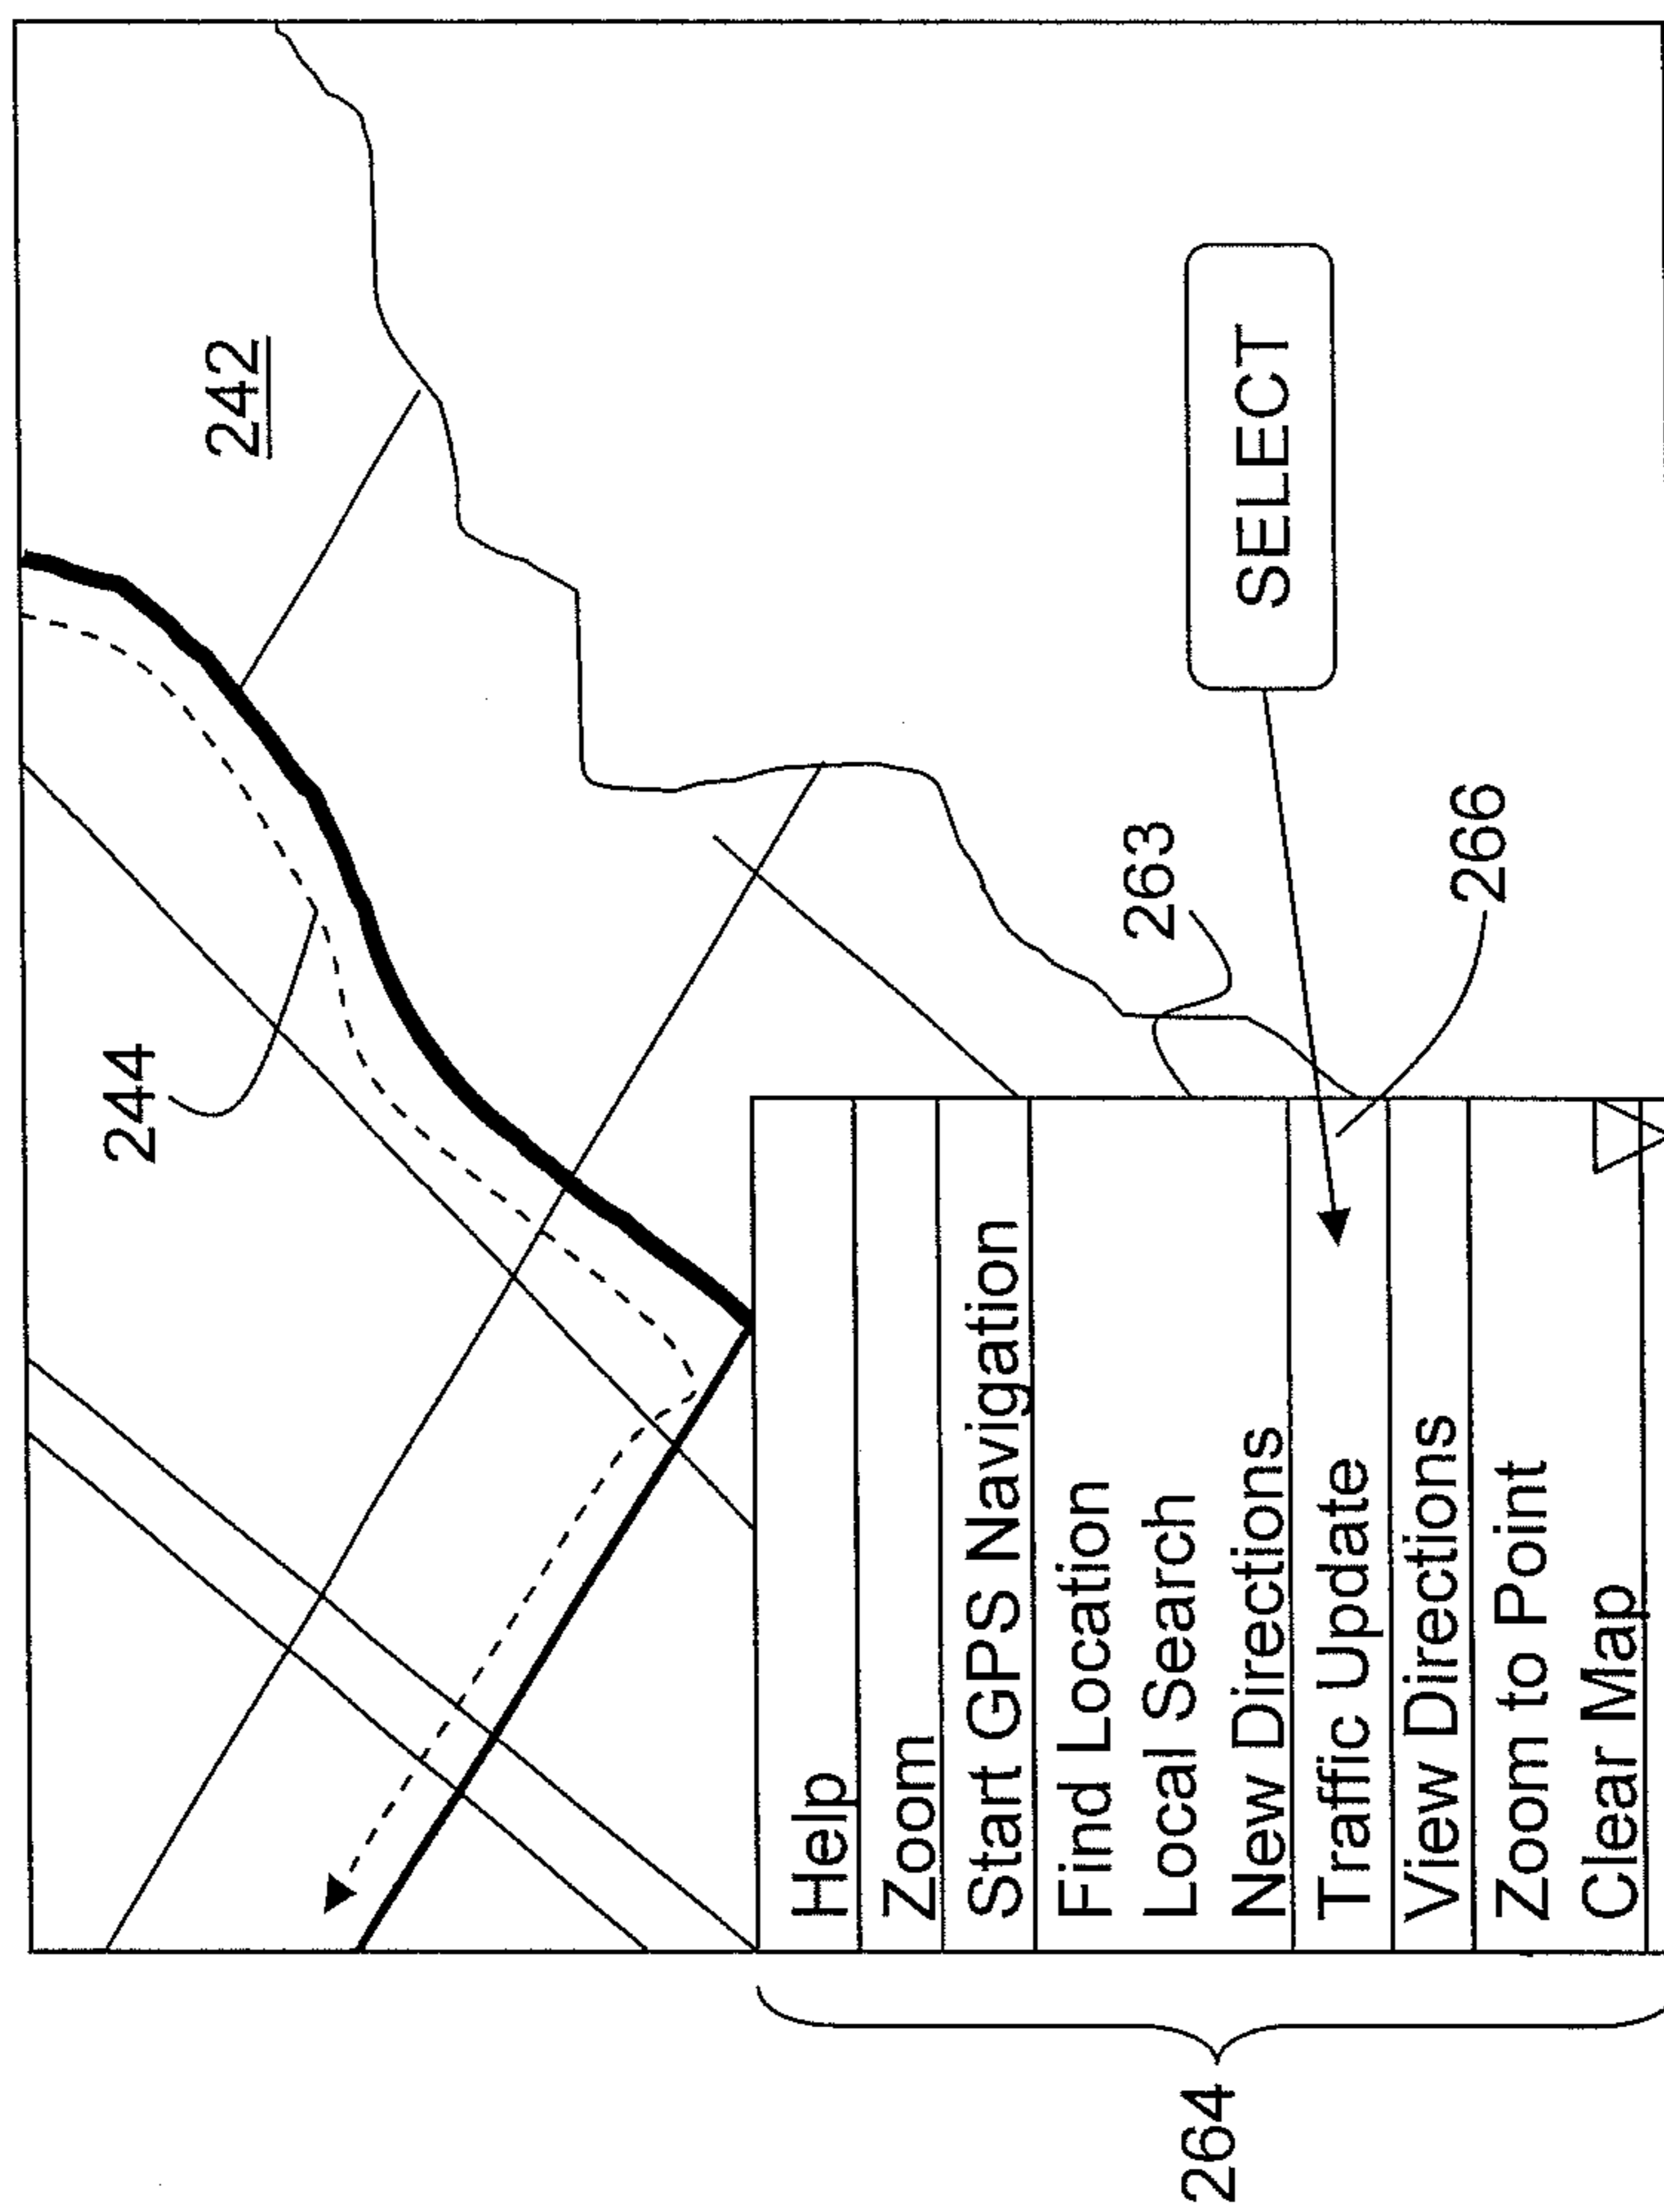 242
244
Help
Zoom
Start GPS Navigation
Find Location
Local Search
New Directions
Traffic Update
View Directions
Zoom to Point
Clear Map
263
SELECT
266
264